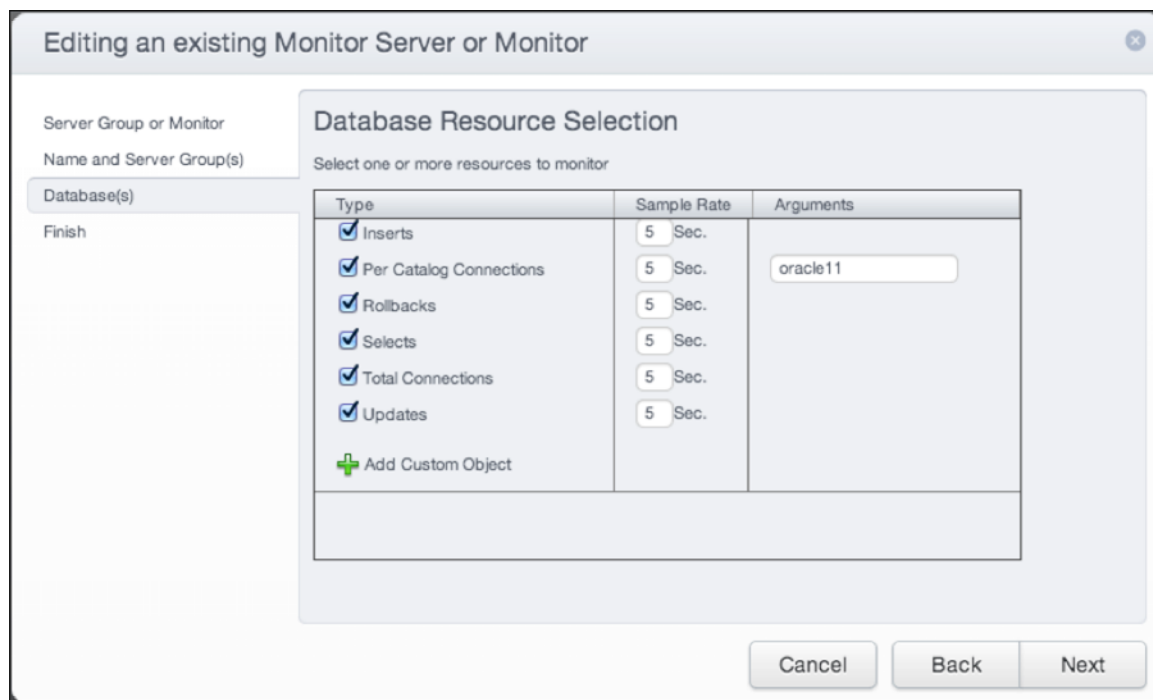 Editing an existing Monitor Server or Monitor
Server Group or Monitor
Name and Server Group(s)
Database(s)
Finish
Database Resource Selection
Select one or more resources to monitor
Type Sample Rate Arguments
Inserts 5 Sec.
Per Catalog Connections 5 Sec. oracle11
Rollbacks 5 Sec.
Selects 5 Sec.
Total Connections 5 Sec.
Updates 5 Sec.
Add Custom Object
Cancel Back Next